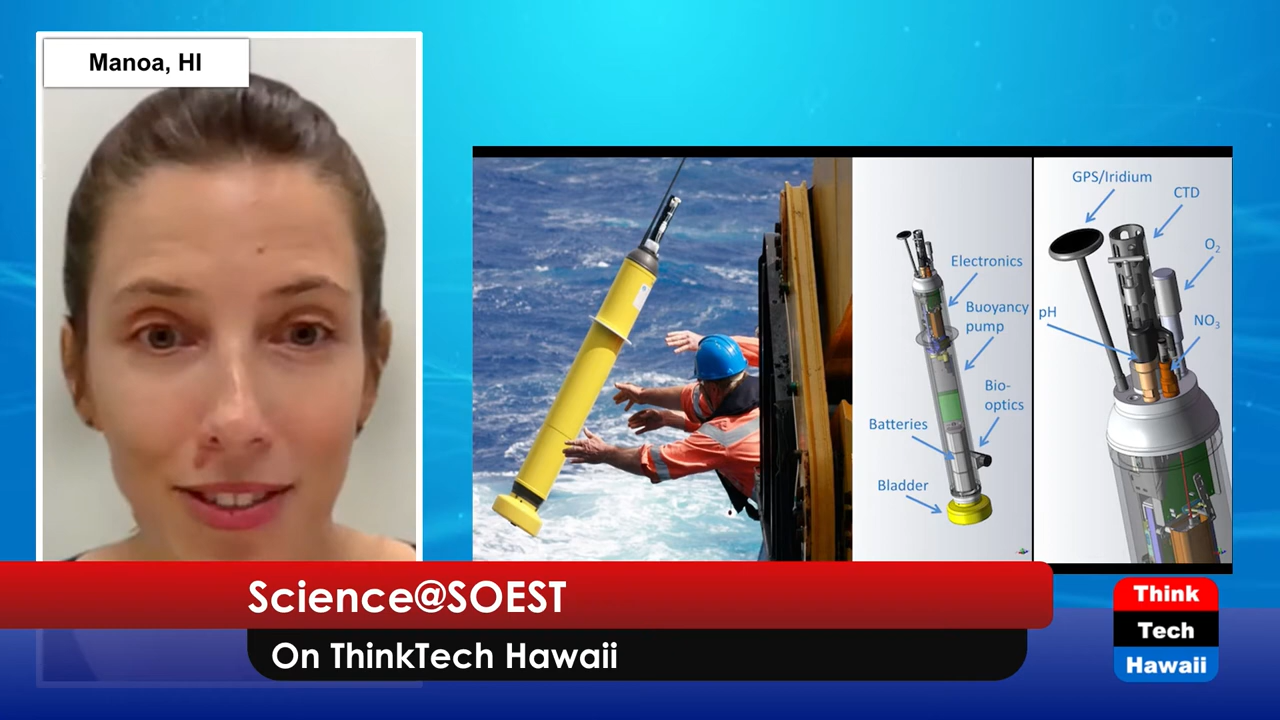 Manoa, HI
GPS/Iridium
CTD
O₂
Electronics
Buoyancy
pump
pH
NO₃
Bio-
optics
Batteries
Bladder
Science@SOEST
On ThinkTech Hawaii
Think
Tech
Hawaii